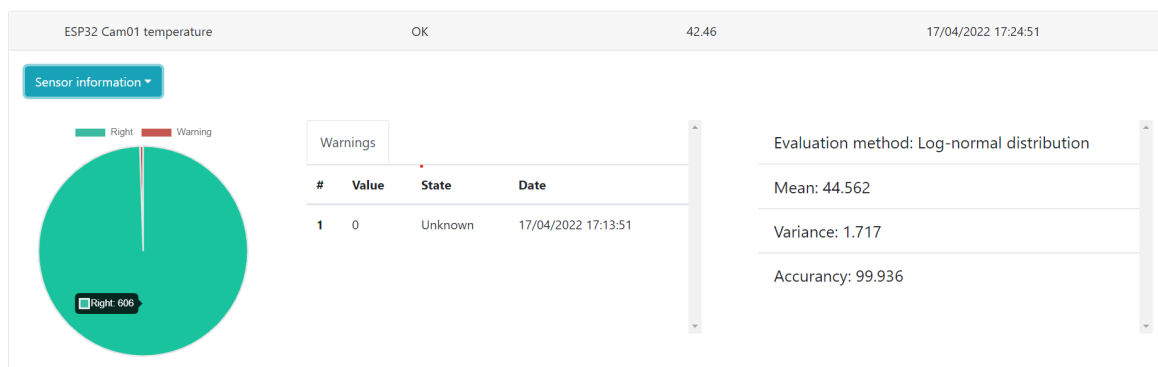 ESP32 Cam01 temperature OK 42.46 17/04/2022 17:24:51
Sensor information
Right Warning
Right: 606
Warnings
# Value State Date
1 0 Unknown 17/04/2022 17:13:51
Evaluation method: Log-normal distribution
Mean: 44.562
Variance: 1.717
Accurancy: 99.936